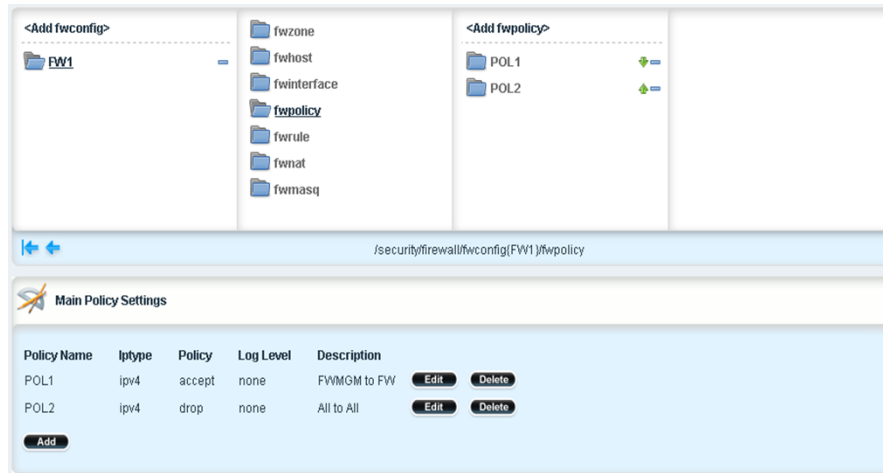 <Add fwconfig>
FW1
fwzone
fwhost
fwinterface
fwpolicy
fwrule
fwnat
fwmasq
<Add fwpolicy>
POL1
POL2
/security/firewall/fwconfig(FW1)/fwpolicy
Main Policy Settings
Policy Name Iptype Policy Log Level Description
POL1 ipv4 accept none FWMGM to FW Edit Delete
POL2 ipv4 drop none All to All Edit Delete
Add